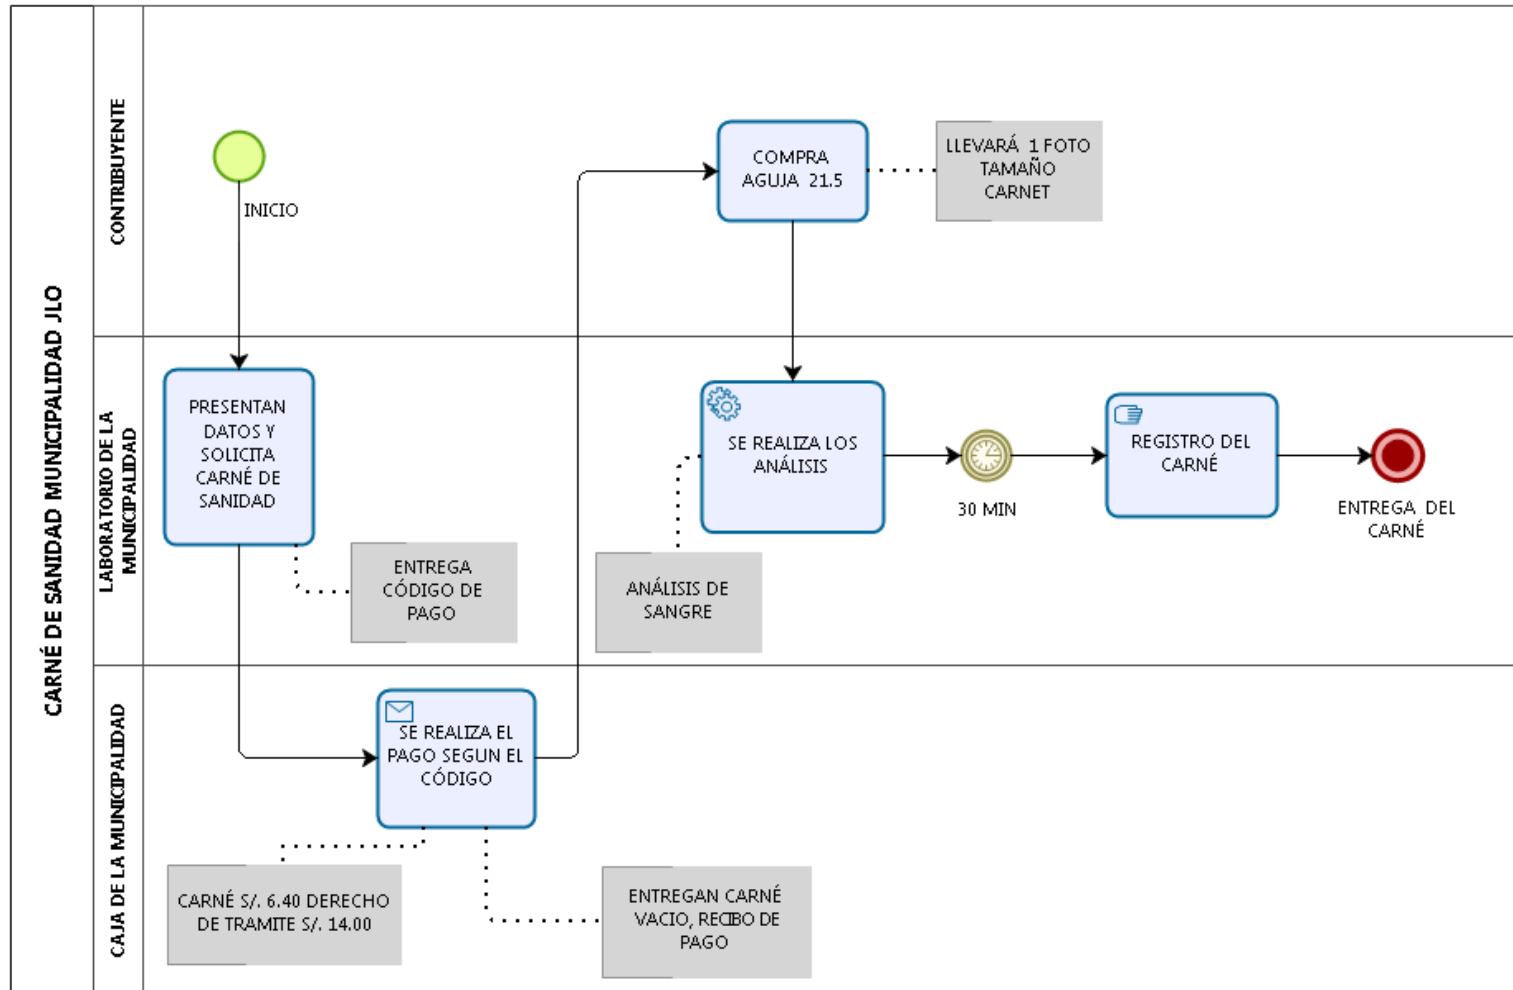 CARNÉ DE SANIDAD MUNICIPALIDAD JLO
CONTRIBUYENTE
INICIO
COMPRA
AGUJA 21.5
LLEVARÁ 1 FOTO
TAMAÑO
CARNET
LABORATORIO DE LA
MUNICIPALIDAD
PRESENTAN
DATOS Y
SOLICITA
CARNÉ DE
SANIDAD
ENTREGA
CÓDIGO DE
PAGO
SE REALIZA LOS
ANÁLISIS
ANÁLISIS DE
SANGRE
30 MIN
REGISTRO DEL
CARNÉ
ENTREGA DEL
CARNÉ
CAJA DE LA MUNICIPALIDAD
SE REALIZA EL
PAGO SEGUN EL
CÓDIGO
CARNÉ S/. 6.40 DERECHO
DE TRAMITE S/. 14.00
ENTREGAN CARNÉ
VACIO, RECIBO DE
PAGO